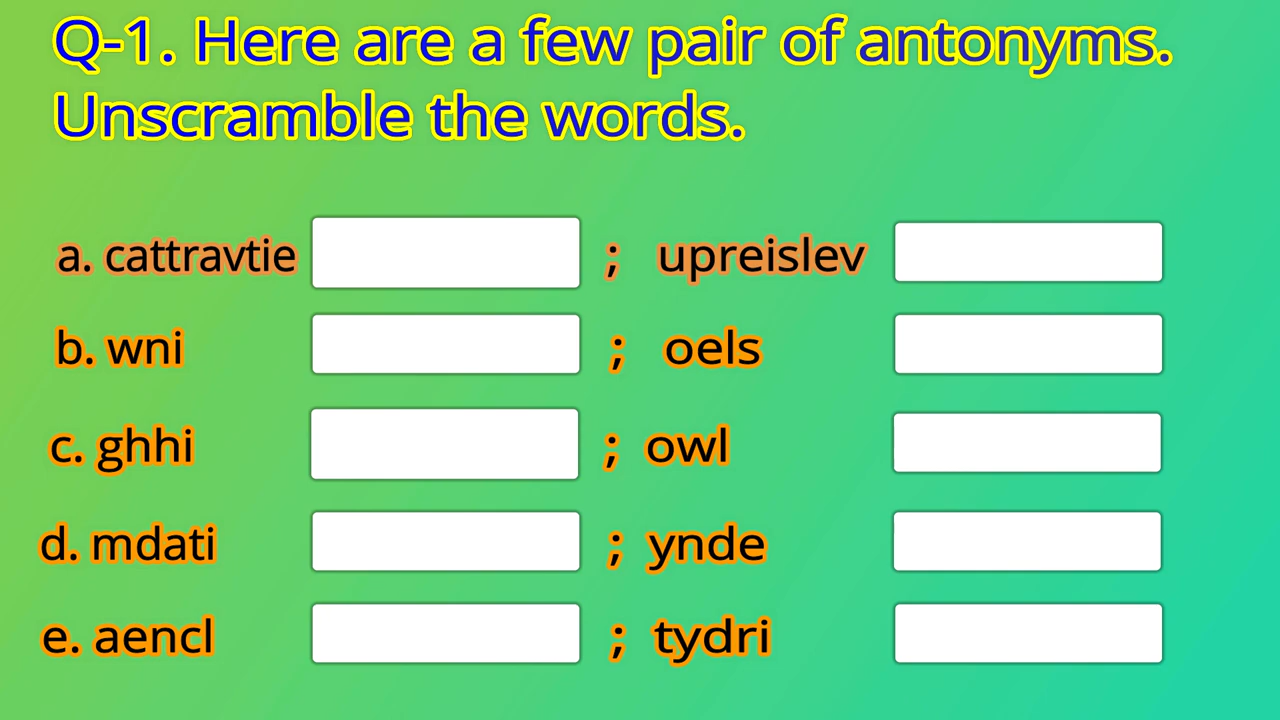 Q-1. Here are a few pair of antonyms.
Unscramble the words.
a. cattravtie ; upreislev
b. wni ; oels
c. ghhi ; owl
d. mdati ; ynde
e. aencl ; tydri